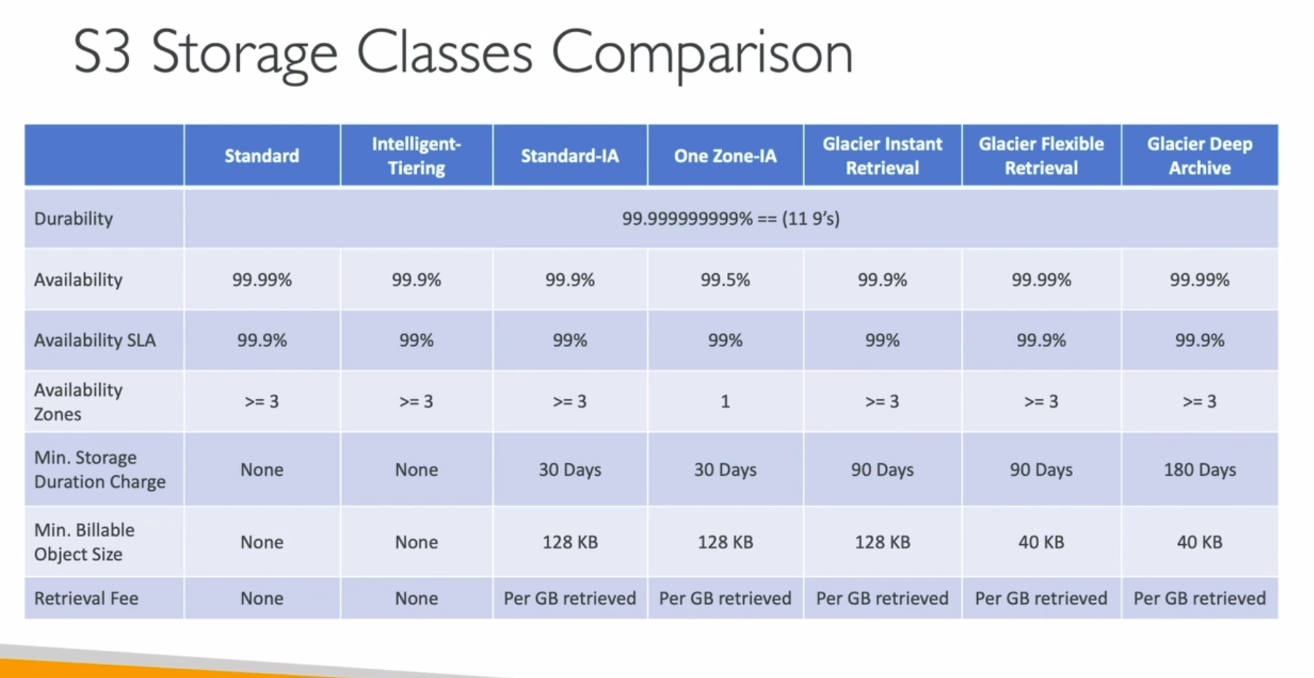 S3 Storage Classes Comparison
Standard Intelligent-Tiering Standard-IA One Zone-IA Glacier Instant Retrieval Glacier Flexible Retrieval Glacier Deep Archive
Durability 99.999999999% == (11 9’s)
Availability 99.99% 99.9% 99.9% 99.5% 99.9% 99.99% 99.99%
Availability SLA 99.9% 99% 99% 99% 99% 99.9% 99.9%
Availability Zones >= 3 >= 3 >= 3 1 >= 3 >= 3 >= 3
Min. Storage Duration Charge None None 30 Days 30 Days 90 Days 90 Days 180 Days
Min. Billable Object Size None None 128 KB 128 KB 128 KB 40 KB 40 KB
Retrieval Fee None None Per GB retrieved Per GB retrieved Per GB retrieved Per GB retrieved Per GB retrieved